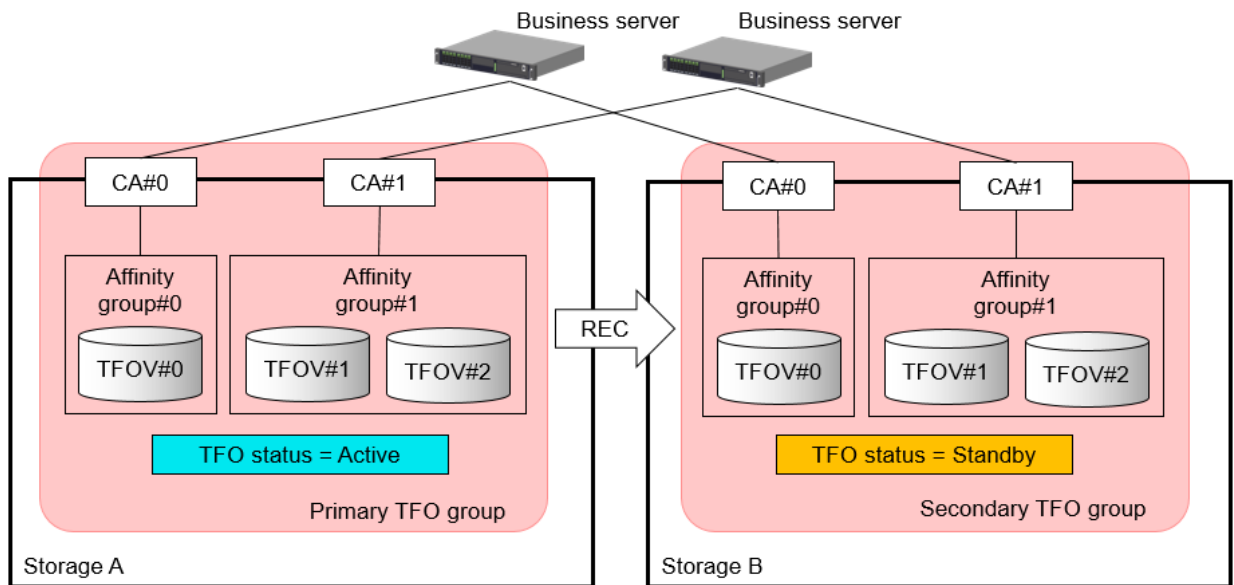 Business server
Business server
CA#0
CA#1
CA#0
CA#1
Affinity
group#0
Affinity
group#1
Affinity
group#0
Affinity
group#1
TFOV#0
TFOV#1
TFOV#2
REC
TFOV#0
TFOV#1
TFOV#2
TFO status = Active
TFO status = Standby
Primary TFO group
Secondary TFO group
Storage A
Storage B